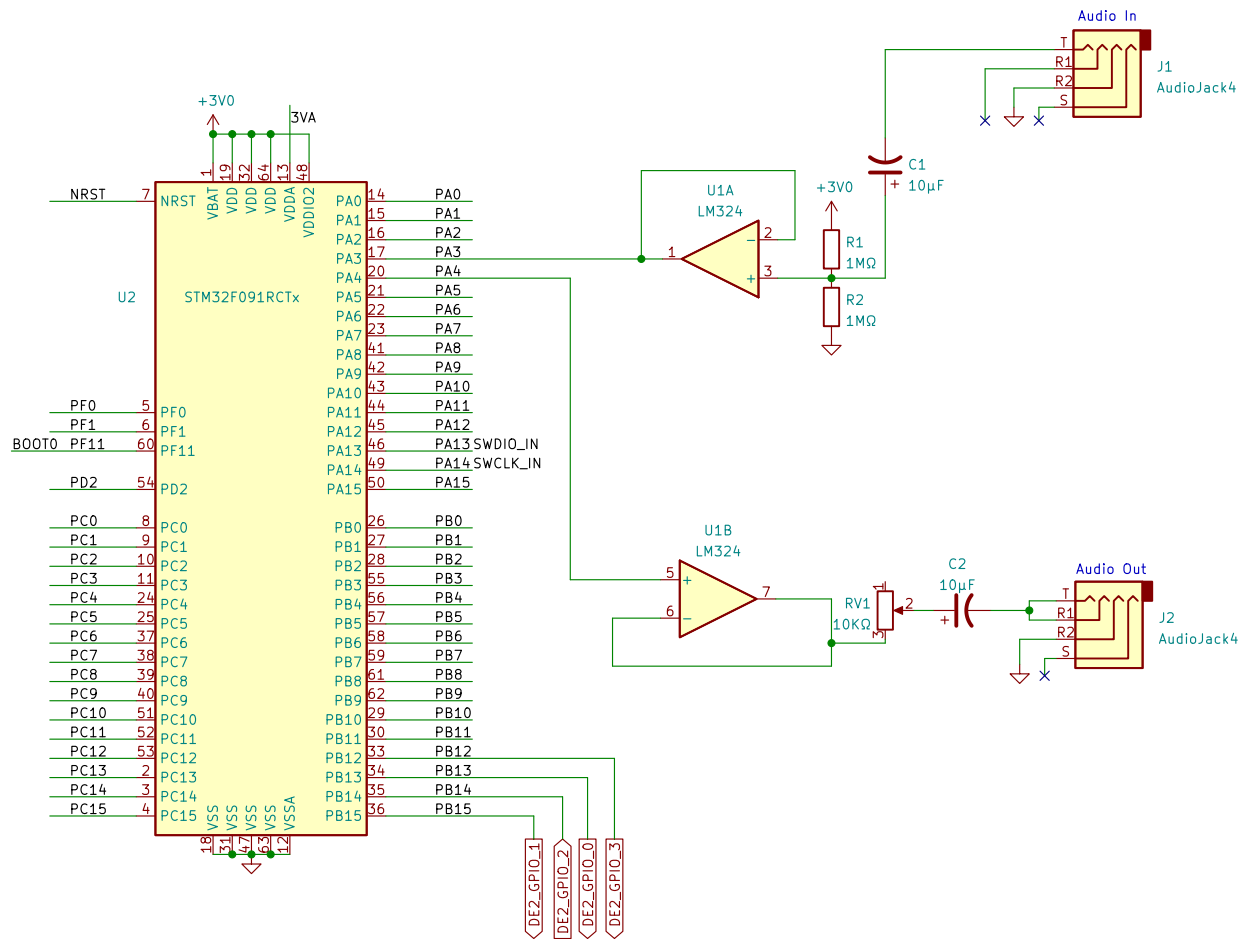 Audio In
T
R1
R2
S
J1
AudioJack4
+3V0
3VA
1
19
32
64
13
48
VBAT
VDD
VDD
VDD
VDDA
VDDIO2
C1
10µF
+
U1A
LM324
1
2
3
−
+
+3V0
R1
1MΩ
R2
1MΩ
U2
STM32F091RCTx
NRST 7 NRST
PF0 5 PF0
PF1 6 PF1
BOOT0 PF11 60 PF11
PD2 54 PD2
PC0 8 PC0
PC1 9 PC1
PC2 10 PC2
PC3 11 PC3
PC4 24 PC4
PC5 25 PC5
PC6 37 PC6
PC7 38 PC7
PC8 39 PC8
PC9 40 PC9
PC10 51 PC10
PC11 52 PC11
PC12 53 PC12
PC13 2 PC13
PC14 3 PC14
PC15 4 PC15
PA0 14 PA0
PA1 15 PA1
PA2 16 PA2
PA3 17 PA3
PA4 20 PA4
PA5 21 PA5
PA6 22 PA6
PA7 23 PA7
PA8 41 PA8
PA9 42 PA9
PA10 43 PA10
PA11 44 PA11
PA12 45 PA12
PA13 46 PA13 SWDIO_IN
PA14 49 PA14 SWCLK_IN
PA15 50 PA15
PB0 26 PB0
PB1 27 PB1
PB2 28 PB2
PB3 55 PB3
PB4 56 PB4
PB5 57 PB5
PB6 58 PB6
PB7 59 PB7
PB8 61 PB8
PB9 62 PB9
PB10 29 PB10
PB11 30 PB11
PB12 33 PB12
PB13 34 PB13
PB14 35 PB14
PB15 36 PB15
VSS
VSS
VSS
VSS
VSSA
18
31
47
63
12
U1B
LM324
5
6
7
+
−
RV1
10KΩ
1
2
3
C2
10µF
+
Audio Out
T
R1
R2
S
J2
AudioJack4
DE2_GPIO_1
DE2_GPIO_2
DE2_GPIO_0
DE2_GPIO_3